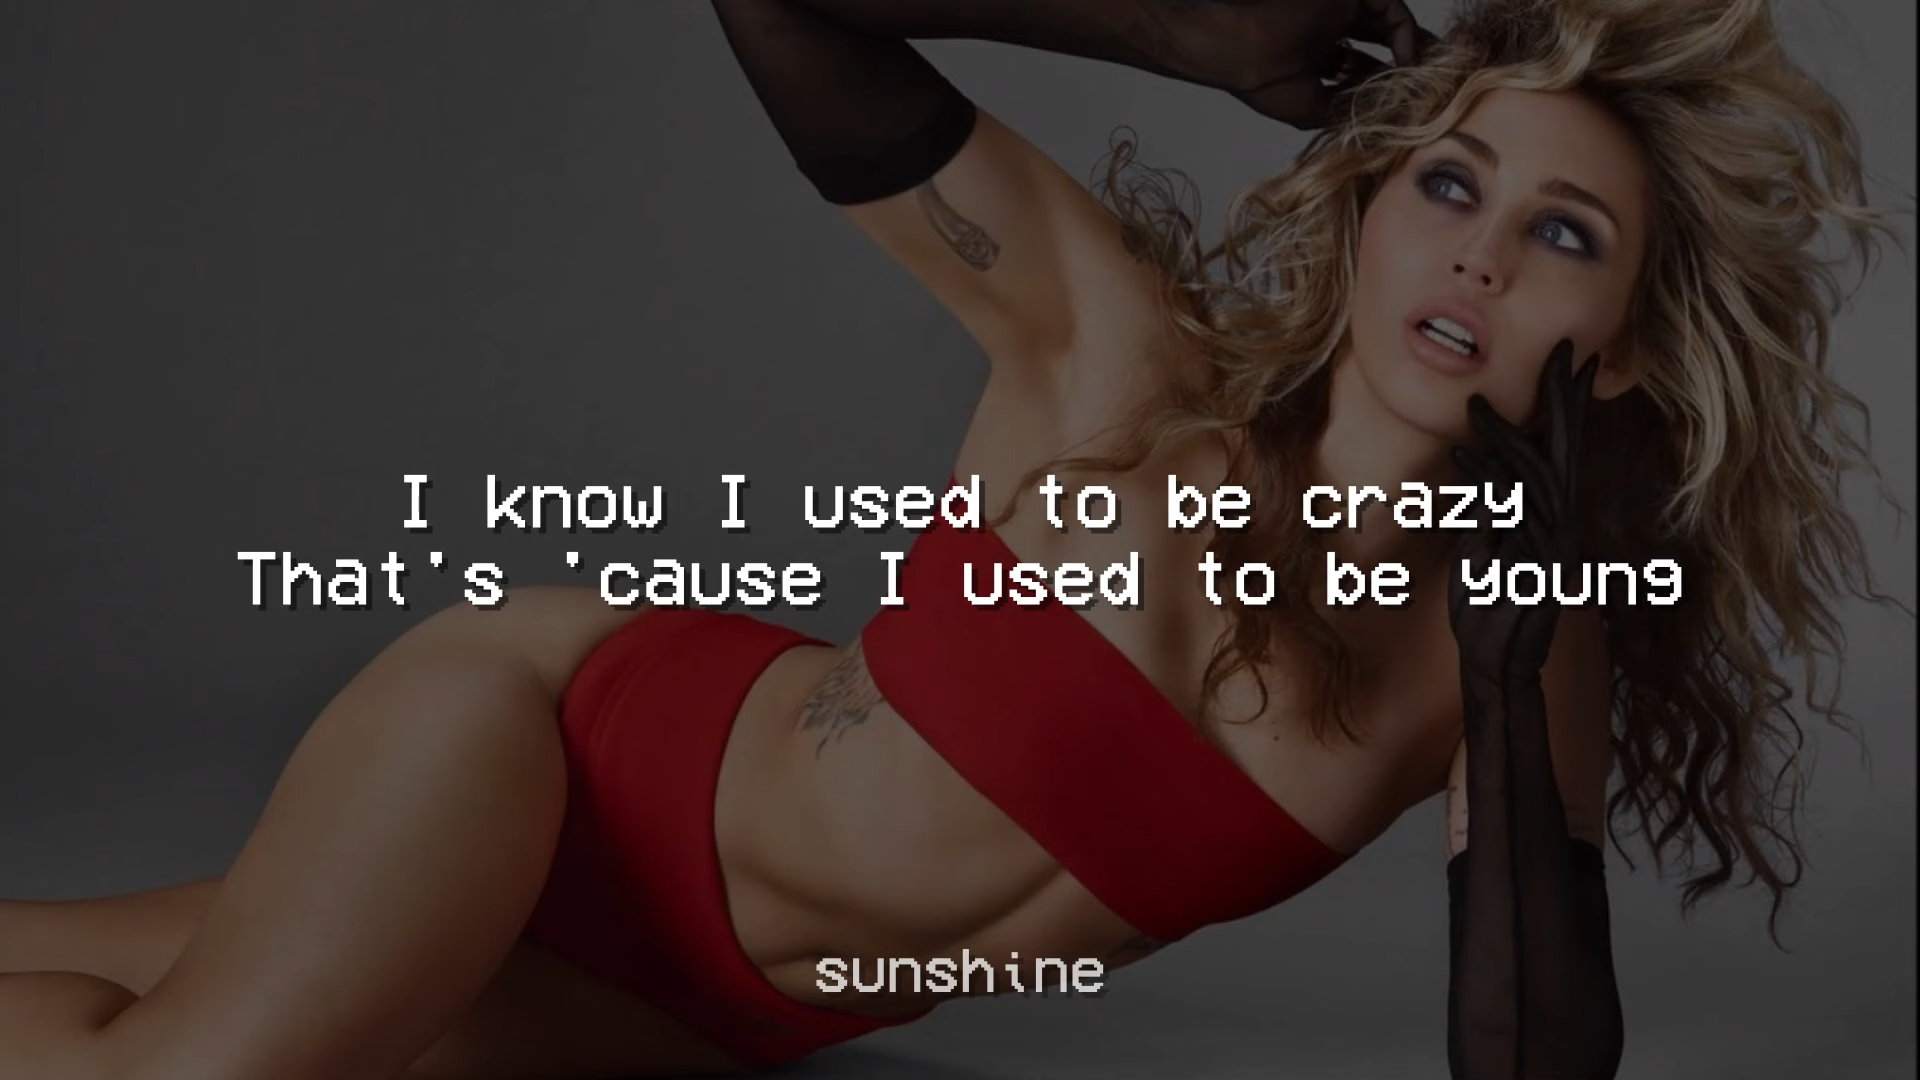 I know I used to be crazy
That's 'cause I used to be young
sunshine